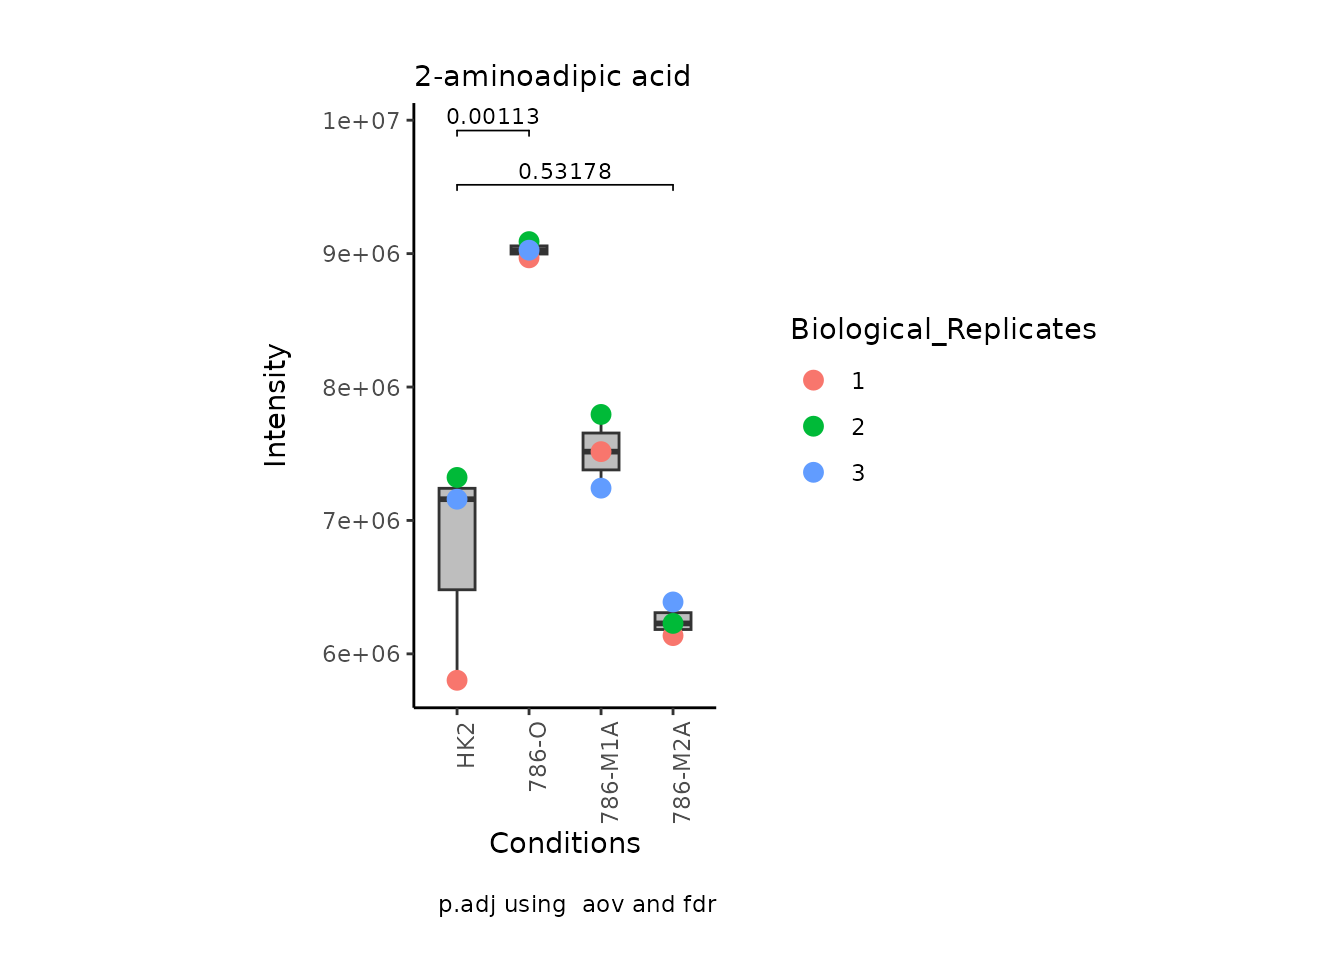 2-aminoadipic acid
1e+07
9e+06
8e+06
7e+06
6e+06
Intensity
0.00113
0.53178
HK2
786-O
786-M1A
786-M2A
Conditions
p.adj using  aov and fdr
Biological_Replicates
1
2
3